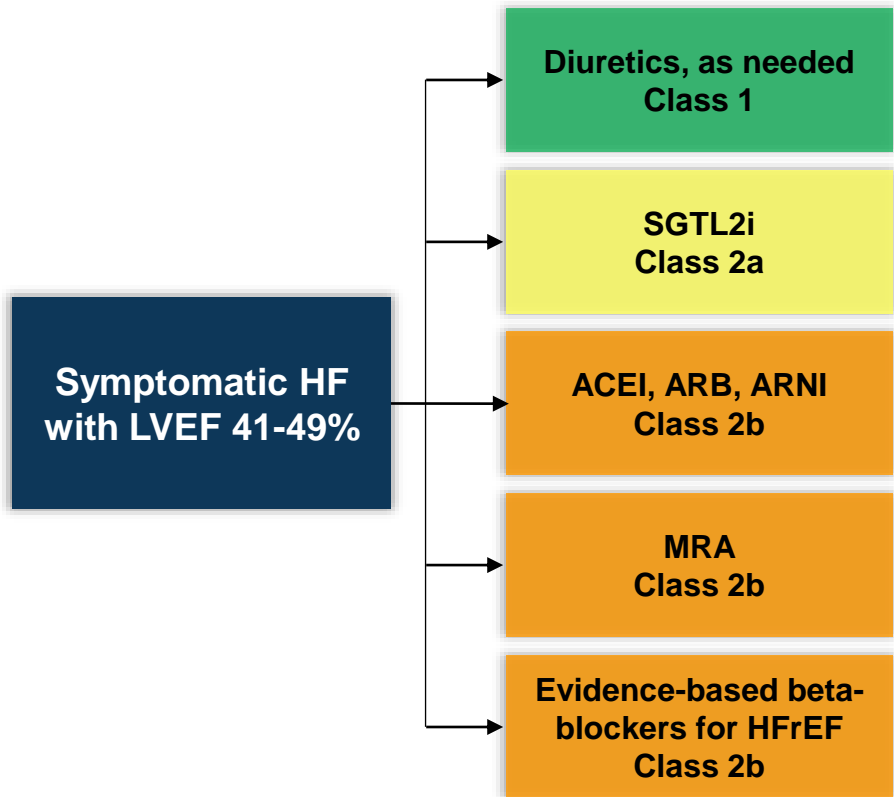 Diuretics, as needed
Class 1
SGTL2i
Class 2a
Symptomatic HF
with LVEF 41-49%
ACEI, ARB, ARNI
Class 2b
MRA
Class 2b
Evidence-based beta-
blockers for HFrEF
Class 2b